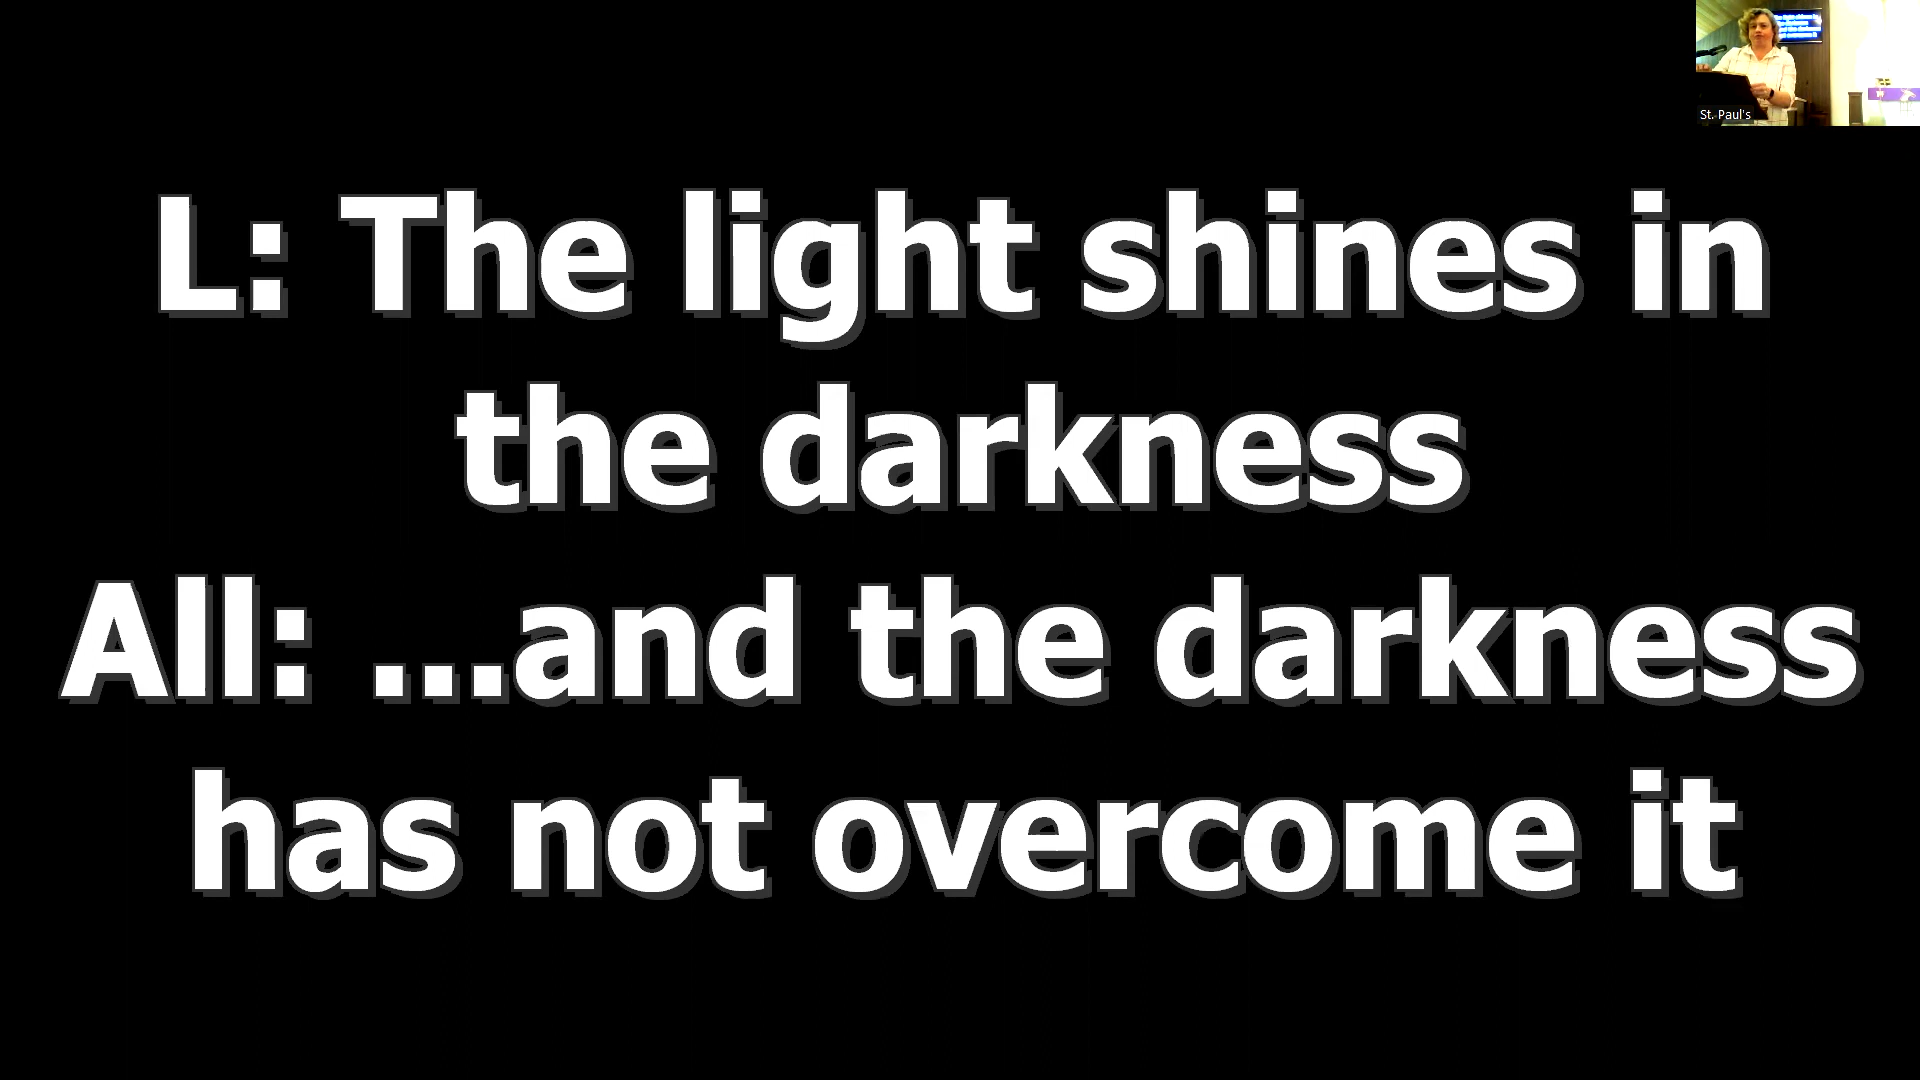 St. Paul's
L: The light shines in
the darkness
All: ...and the darkness
has not overcome it